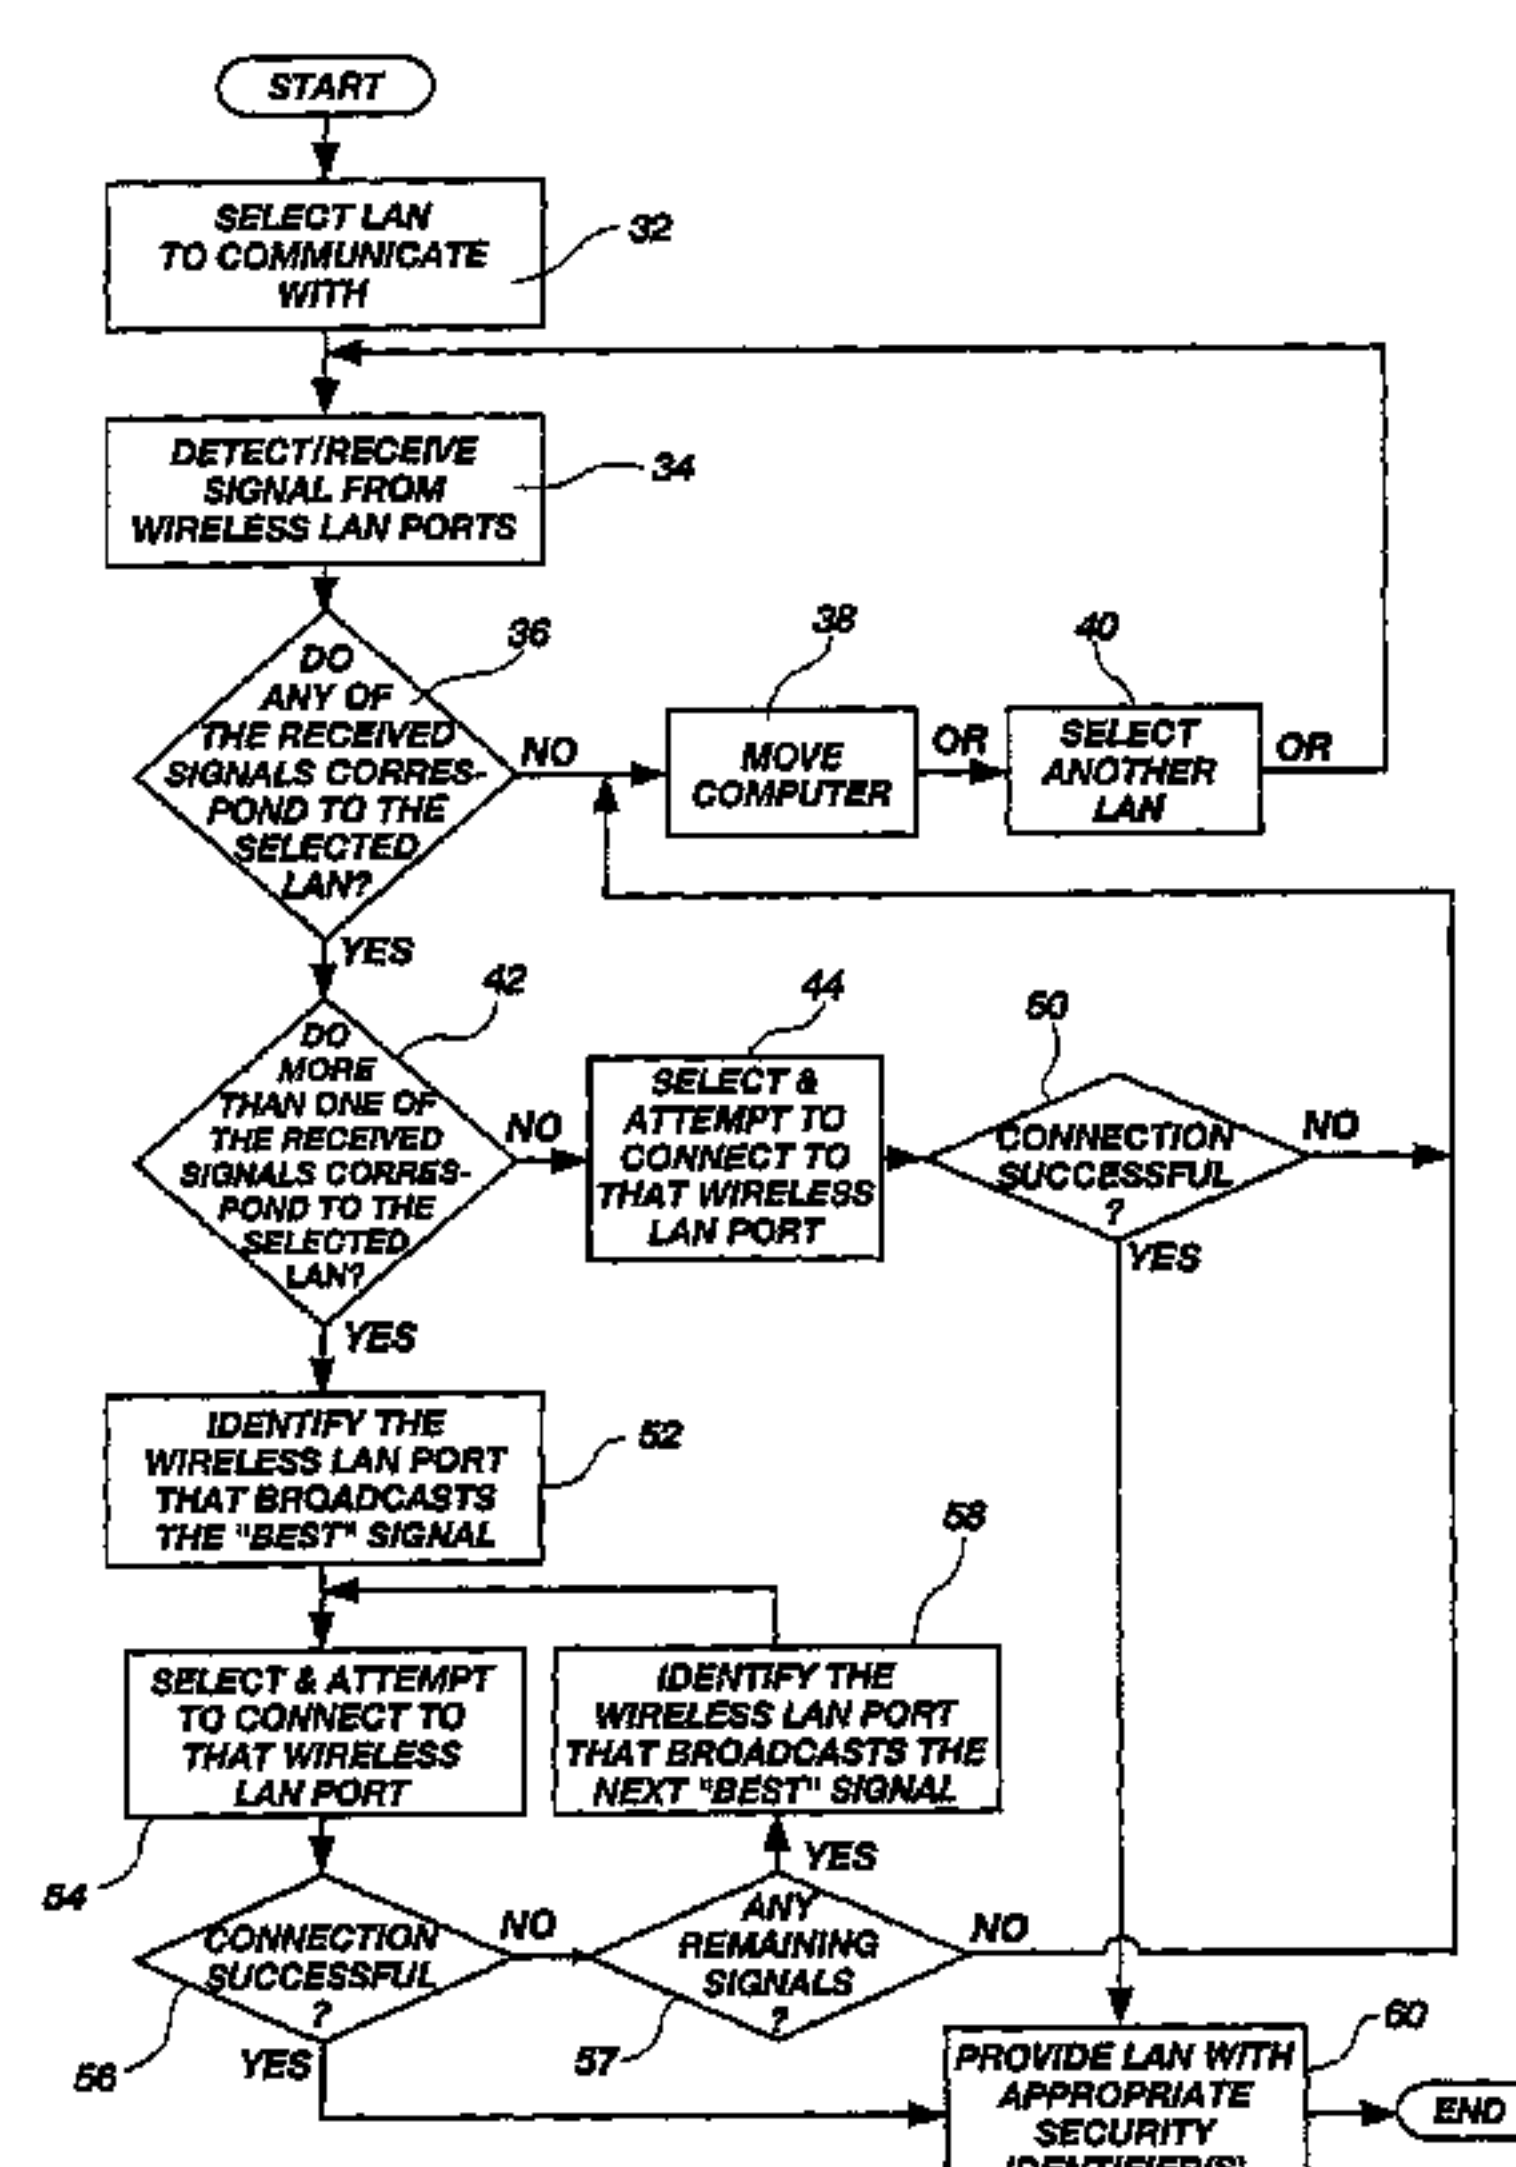 START
SELECT LAN
TO COMMUNICATE
WITH
32
DETECT/RECEIVE
SIGNAL FROM
WIRELESS LAN PORTS
34
DO
ANY OF
THE RECEIVED
SIGNALS CORRES-
POND TO THE
SELECTED
LAN?
36
NO
YES
MOVE
COMPUTER
38
OR
SELECT
ANOTHER
LAN
40
OR
DO
MORE
THAN ONE OF
THE RECEIVED
SIGNALS CORRES-
POND TO THE
SELECTED
LAN?
42
NO
YES
SELECT &
ATTEMPT TO
CONNECT TO
THAT WIRELESS
LAN PORT
44
CONNECTION
SUCCESSFUL
?
50
NO
YES
IDENTIFY THE
WIRELESS LAN PORT
THAT BROADCASTS
THE "BEST" SIGNAL
52
SELECT & ATTEMPT
TO CONNECT TO
THAT WIRELESS
LAN PORT
54
IDENTIFY THE
WIRELESS LAN PORT
THAT BROADCASTS THE
NEXT "BEST" SIGNAL
58
YES
CONNECTION
SUCCESSFUL
?
56
NO
YES
ANY
REMAINING
SIGNALS
?
57
NO
PROVIDE LAN WITH
APPROPRIATE
SECURITY
IDENTIFIER(S)
60
END